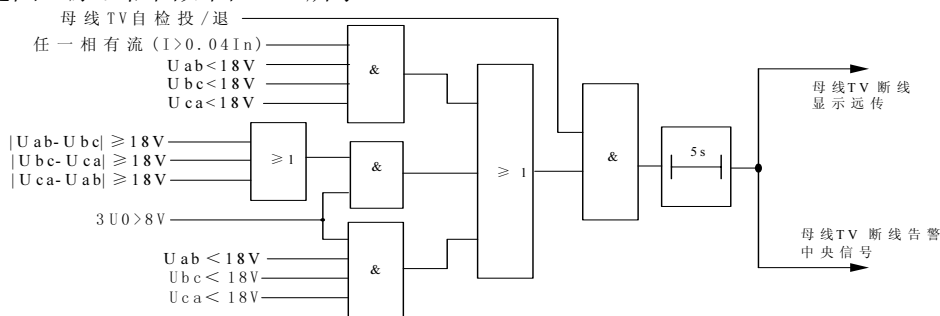 母线TV自检投/退
任一相有流(I>0.04In)
Uab<18V
Ubc<18V
Uca<18V
&
|Uab-Ubc|≥18V
|Ubc-Uca|≥18V
|Uca-Uab|≥18V
≥1
&
3U0>8V
Uab<18V
Ubc<18V
Uca<18V
&
≥1
&
5s
母线TV断线
显示远传
母线TV断线告警
中央信号